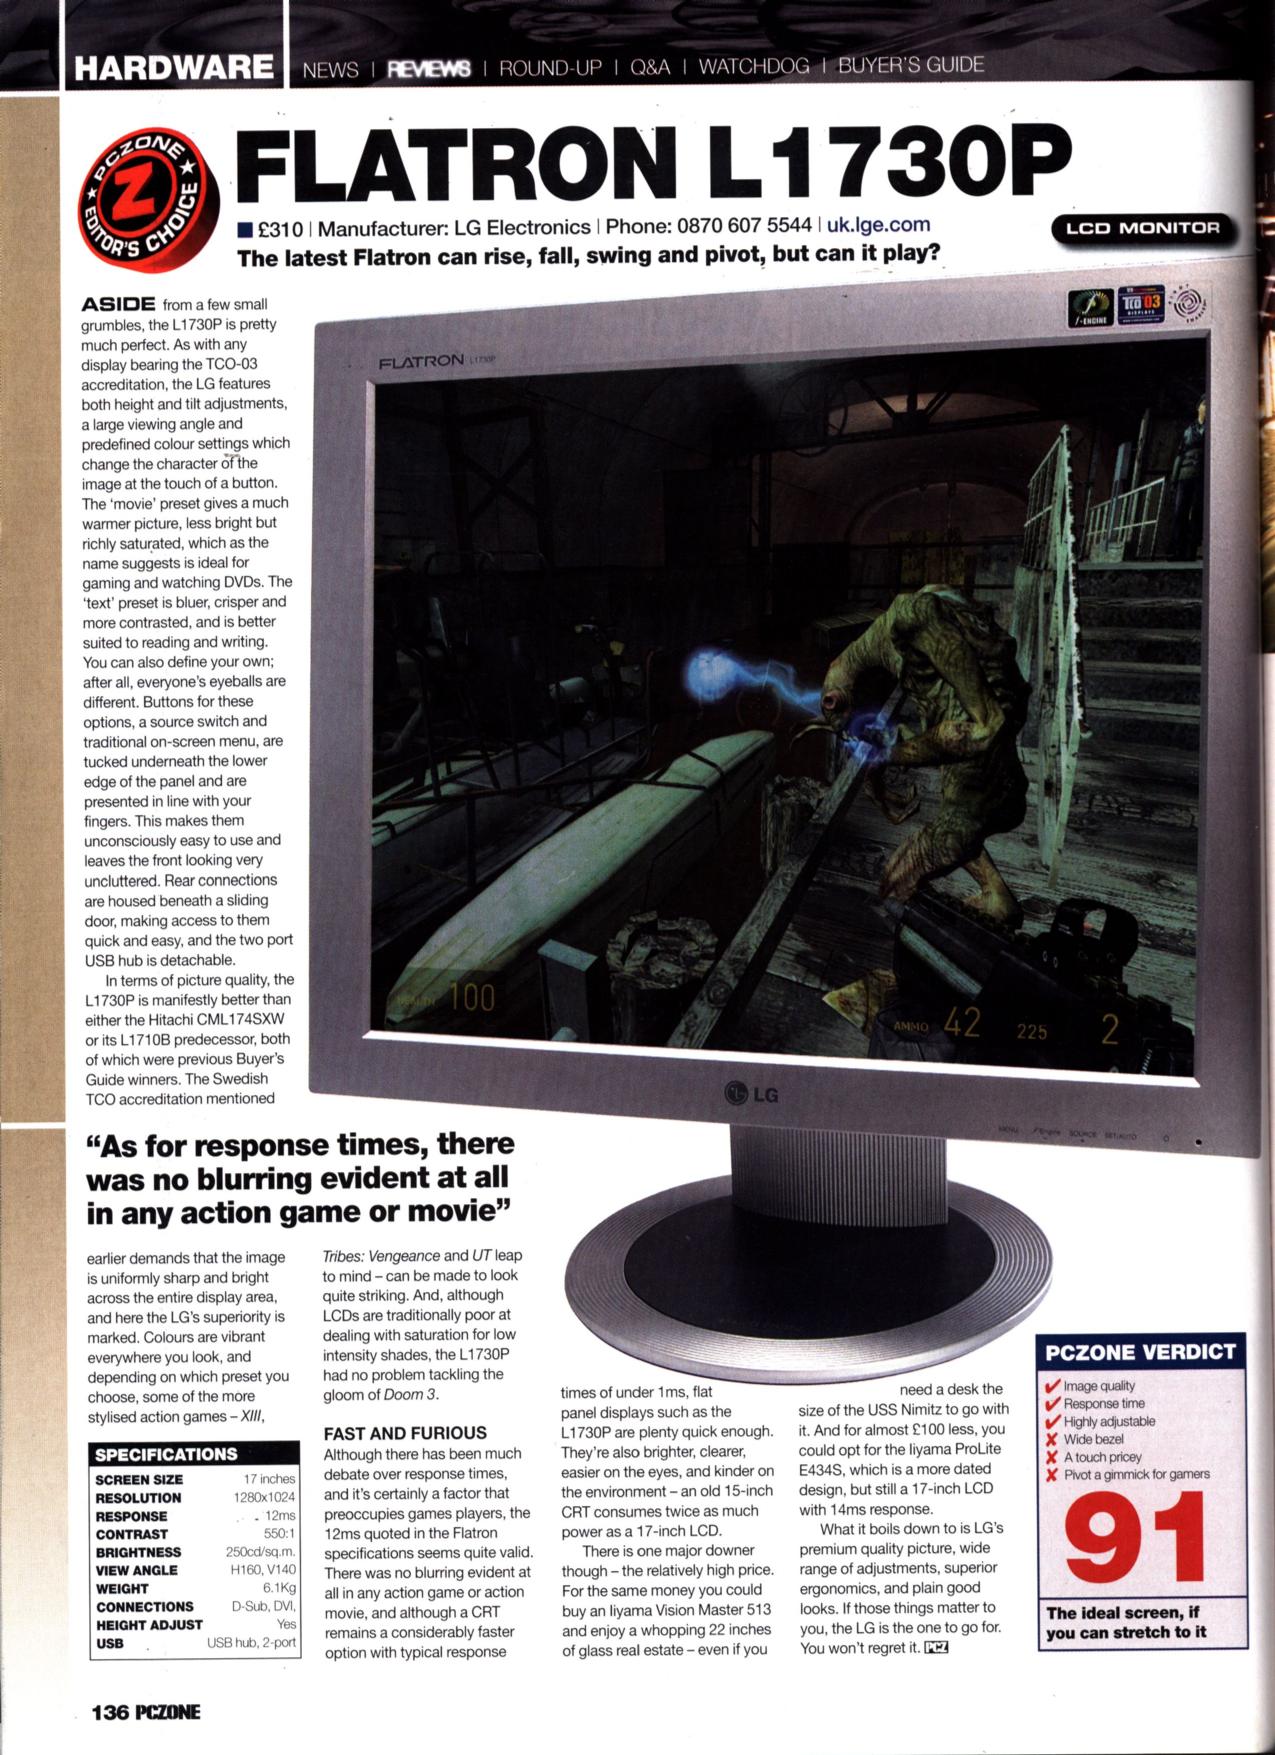 HARDWARE
NEWS | REVIEWS | ROUND-UP | Q&A | WATCHDOG | BUYER'S GUIDE
PCZONE
Z
EDITOR'S CHOICE
FLATRON L1730P
£310 | Manufacturer: LG Electronics | Phone: 0870 607 5544 | uk.lge.com
The latest Flatron can rise, fall, swing and pivot, but can it play?
LCD MONITOR
ASIDE from a few small
grumbles, the L1730P is pretty
much perfect. As with any
display bearing the TCO-03
accreditation, the LG features
both height and tilt adjustments,
a large viewing angle and
predefined colour settings which
change the character of the
image at the touch of a button.
The 'movie' preset gives a much
warmer picture, less bright but
richly saturated, which as the
name suggests is ideal for
gaming and watching DVDs. The
'text' preset is bluer, crisper and
more contrasted, and is better
suited to reading and writing.
You can also define your own;
after all, everyone's eyeballs are
different. Buttons for these
options, a source switch and
traditional on-screen menu, are
tucked underneath the lower
edge of the panel and are
presented in line with your
fingers. This makes them
unconsciously easy to use and
leaves the front looking very
uncluttered. Rear connections
are housed beneath a sliding
door, making access to them
quick and easy, and the two port
USB hub is detachable.
In terms of picture quality, the
L1730P is manifestly better than
either the Hitachi CML174SXW
or its L1710B predecessor, both
of which were previous Buyer's
Guide winners. The Swedish
TCO accreditation mentioned
FLATRON L1730P
f-ENGINE
TCO'03
DISPLAYS
HEALTH 100
AMMO 42 225 2
LG
MENU f-Engine SOURCE SET/AUTO
"As for response times, there
was no blurring evident at all
in any action game or movie"
earlier demands that the image
is uniformly sharp and bright
across the entire display area,
and here the LG's superiority is
marked. Colours are vibrant
everywhere you look, and
depending on which preset you
choose, some of the more
stylised action games – XIII,
SPECIFICATIONS
SCREEN SIZE 17 inches
RESOLUTION 1280x1024
RESPONSE 12ms
CONTRAST 550:1
BRIGHTNESS 250cd/sq.m.
VIEW ANGLE H160, V140
WEIGHT 6.1Kg
CONNECTIONS D-Sub, DVI,
HEIGHT ADJUST Yes
USB USB hub, 2-port
Tribes: Vengeance and UT leap
to mind – can be made to look
quite striking. And, although
LCDs are traditionally poor at
dealing with saturation for low
intensity shades, the L1730P
had no problem tackling the
gloom of Doom 3.
FAST AND FURIOUS
Although there has been much
debate over response times,
and it's certainly a factor that
preoccupies games players, the
12ms quoted in the Flatron
specifications seems quite valid.
There was no blurring evident at
all in any action game or action
movie, and although a CRT
remains a considerably faster
option with typical response
times of under 1ms, flat
panel displays such as the
L1730P are plenty quick enough.
They're also brighter, clearer,
easier on the eyes, and kinder on
the environment – an old 15-inch
CRT consumes twice as much
power as a 17-inch LCD.
There is one major downer
though – the relatively high price.
For the same money you could
buy an Iiyama Vision Master 513
and enjoy a whopping 22 inches
of glass real estate – even if you
need a desk the
size of the USS Nimitz to go with
it. And for almost £100 less, you
could opt for the Iiyama ProLite
E434S, which is a more dated
design, but still a 17-inch LCD
with 14ms response.
What it boils down to is LG's
premium quality picture, wide
range of adjustments, superior
ergonomics, and plain good
looks. If those things matter to
you, the LG is the one to go for.
You won't regret it. PCZ
PCZONE VERDICT
Image quality
Response time
Highly adjustable
Wide bezel
A touch pricey
Pivot a gimmick for gamers
91
The ideal screen, if
you can stretch to it
136 PCZONE